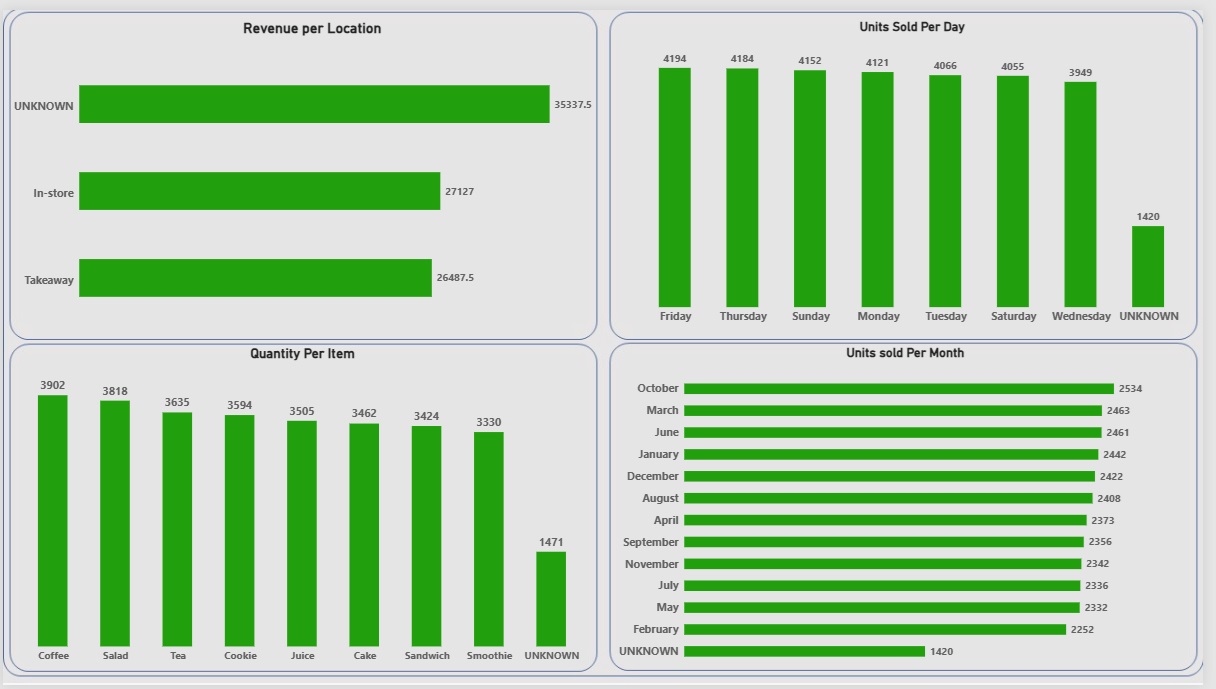 Revenue per Location
UNKNOWN 35337.5
In-store 27127
Takeaway 26487.5
Units Sold Per Day
4194 4184 4152 4121 4066 4055 3949 1420
Friday Thursday Sunday Monday Tuesday Saturday Wednesday UNKNOWN
Quantity Per Item
3902 3818 3635 3594 3505 3462 3424 3330 1471
Coffee Salad Tea Cookie Juice Cake Sandwich Smoothie UNKNOWN
Units sold Per Month
October 2534
March 2463
June 2461
January 2442
December 2422
August 2408
April 2373
September 2356
November 2342
July 2336
May 2332
February 2252
UNKNOWN 1420